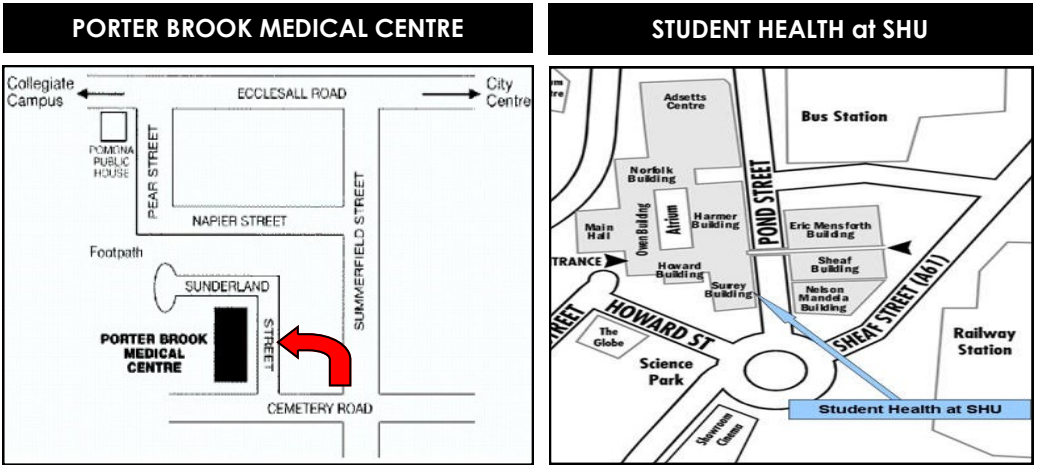 PORTER BROOK MEDICAL CENTRE
Collegiate
Campus
ECCLESALL ROAD
City
Centre
POMONA
PUBLIC
HOUSE
PEAR STREET
NAPIER STREET
SUMMERFIELD STREET
Footpath
SUNDERLAND
STREET
PORTER BROOK
MEDICAL
CENTRE
CEMETERY ROAD
STUDENT HEALTH at SHU
Adsetts
Centre
Bus Station
Norfolk
Building
POND STREET
Main
Hall
Owen Building
Atrium
Harmer
Building
Eric Mensforth
Building
TRANCE
Howard
Building
Sheaf
Building
Surrey
Building
Nelson
Mandela
Building
SHEAF STREET (A61)
HOWARD ST
The
Globe
Science
Park
Railway
Station
Student Health at SHU
Showroom
Cinema